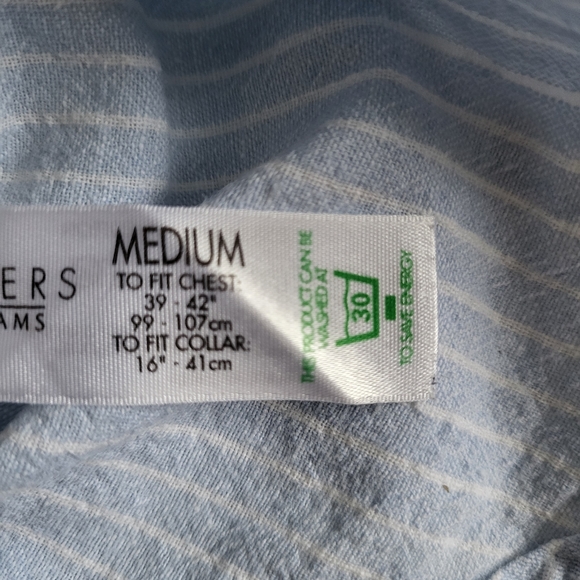 ERS
AMS
MEDIUM
TO FIT CHEST:
39 - 42"
99 - 107cm
TO FIT COLLAR:
16" - 41cm
THIS PRODUCT CAN BE
WASHED AT
30
TO SAVE ENERGY